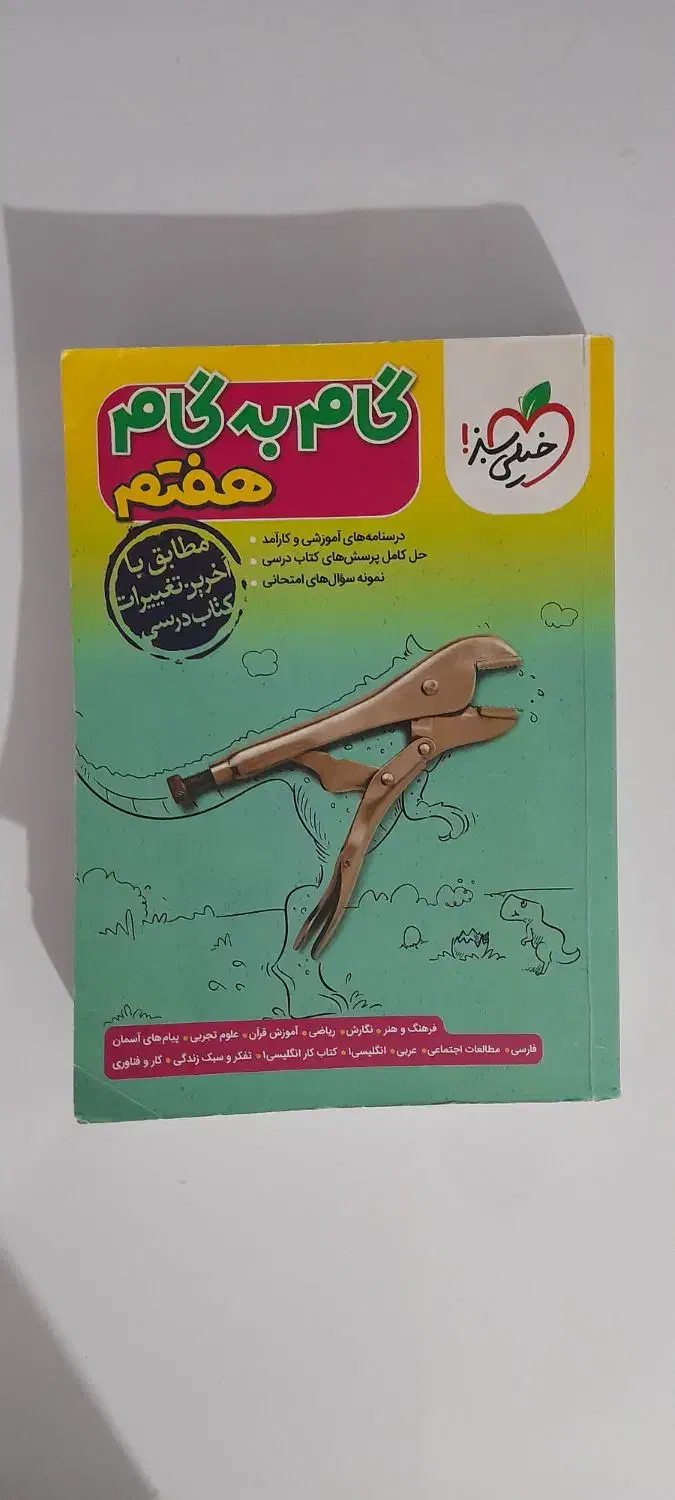 خیلی سبز!
گام به گام
هفتم
درسنامه‌های آموزشی و کارآمد
حل کامل پرسش‌های کتاب درسی
نمونه سؤال‌های امتحانی
مطابق با
آخرین تغییرات
کتاب درسی
فرهنگ و هنر • نگارش • ریاضی • آموزش قرآن • علوم تجربی • پیام‌های آسمان
فارسی • مطالعات اجتماعی • عربی • انگلیسی۱ • کتاب کار انگلیسی۱ • تفکر و سبک زندگی • کار و فناوری